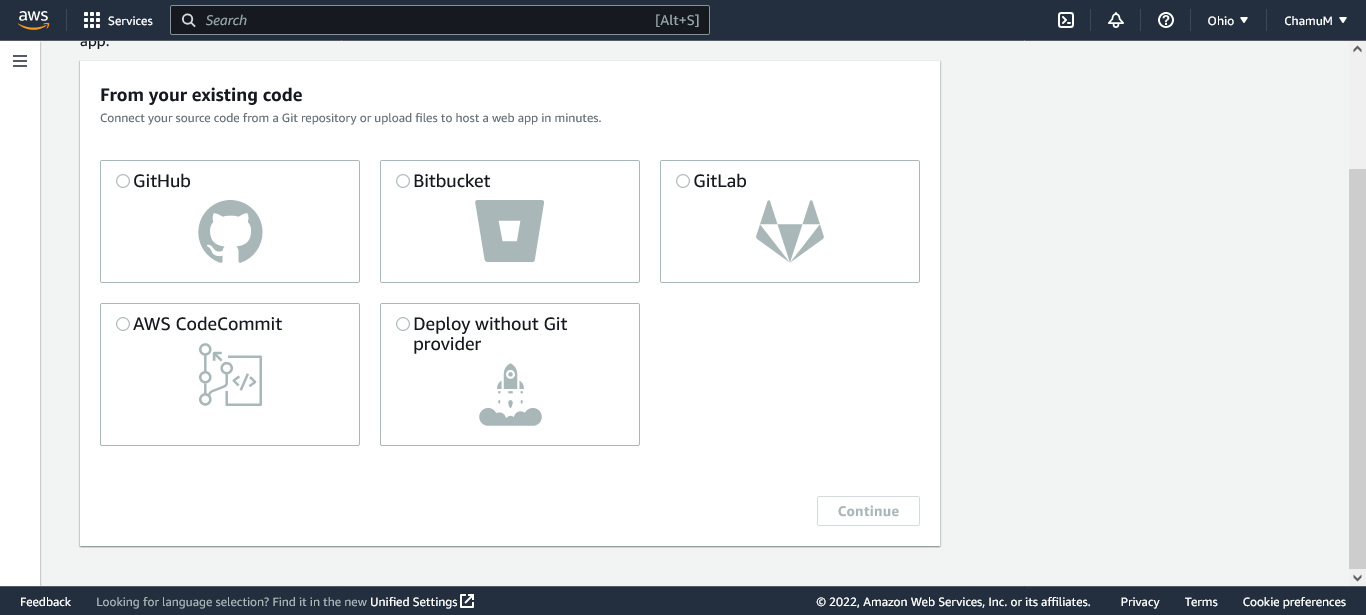 aws
Services
Search
[Alt+S]
Ohio ▼
ChamuM ▼
app.
From your existing code
Connect your source code from a Git repository or upload files to host a web app in minutes.
GitHub
Bitbucket
GitLab
AWS CodeCommit
</>
Deploy without Git
provider
Continue
Feedback
Looking for language selection? Find it in the new Unified Settings
© 2022, Amazon Web Services, Inc. or its affiliates.
Privacy
Terms
Cookie preferences